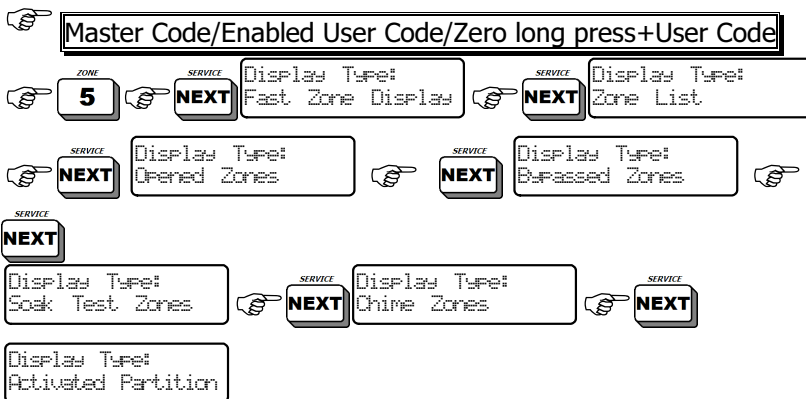 Master Code/Enabled User Code/Zero long press+User Code
ZONE
5
SERVICE
NEXT
Display Type:
Fast Zone Display
SERVICE
NEXT
Display Type:
Zone List
SERVICE
NEXT
Display Type:
Opened Zones
SERVICE
NEXT
Display Type:
Bypassed Zones
SERVICE
NEXT
Display Type:
Soak Test Zones
SERVICE
NEXT
Display Type:
Chime Zones
SERVICE
NEXT
Display Type:
Activated Partition